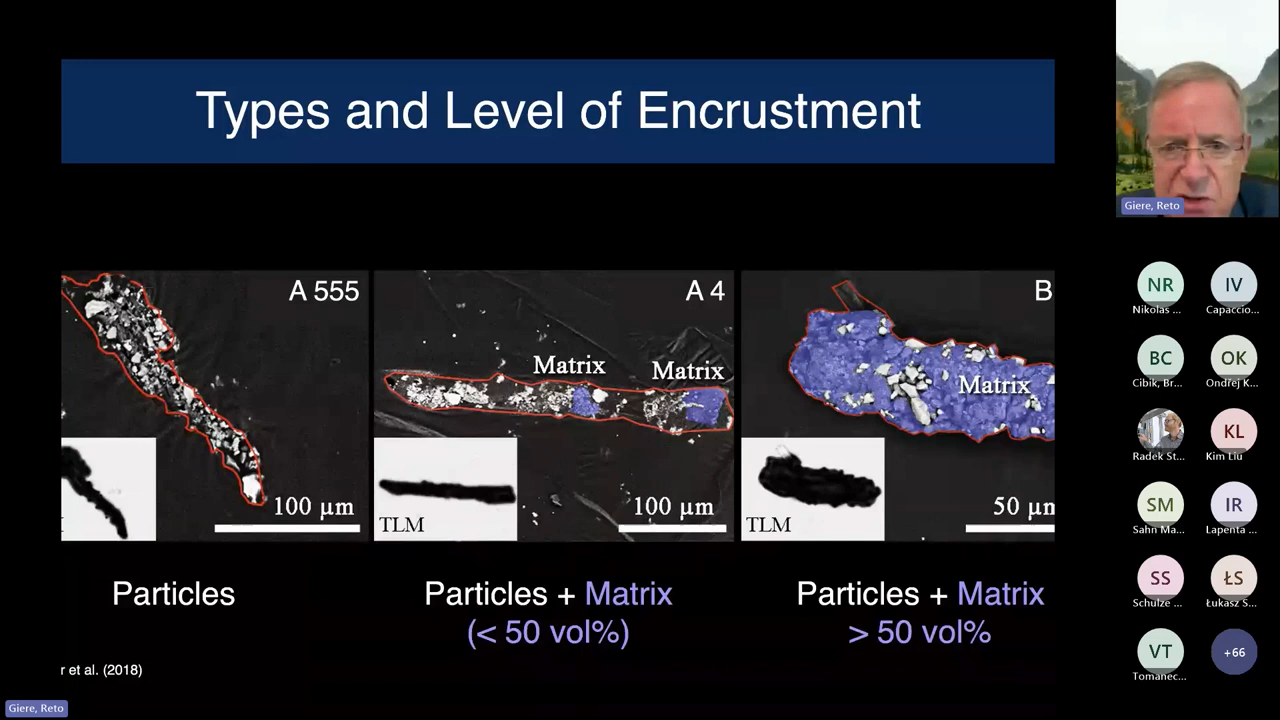 Types and Level of Encrustment
A 555
100 µm
A 4
Matrix
Matrix
TLM
100 µm
B
Matrix
TLM
50 µm
Particles
Particles + Matrix
(< 50 vol%)
Particles + Matrix
> 50 vol%
r et al. (2018)
Giere, Reto
Giere, Reto
NR
Nikolas ...
IV
Capaccio...
BC
Cibik, Br...
OK
Ondřej K...
Radek St...
KL
Kim Liu
SM
Sahn Ma...
IR
Lapenta ...
SS
Schulze ...
ŁS
Łukasz S...
VT
Tomanec...
+66